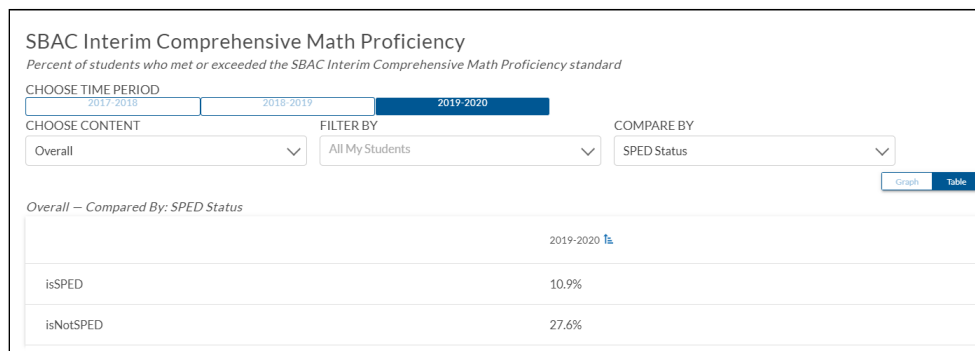 SBAC Interim Comprehensive Math Proficiency
Percent of students who met or exceeded the SBAC Interim Comprehensive Math Proficiency standard
CHOOSE TIME PERIOD
2017-2018 2018-2019 2019-2020
CHOOSE CONTENT FILTER BY COMPARE BY
Overall All My Students SPED Status
Graph Table
Overall — Compared By: SPED Status
2019-2020
isSPED 10.9%
isNotSPED 27.6%